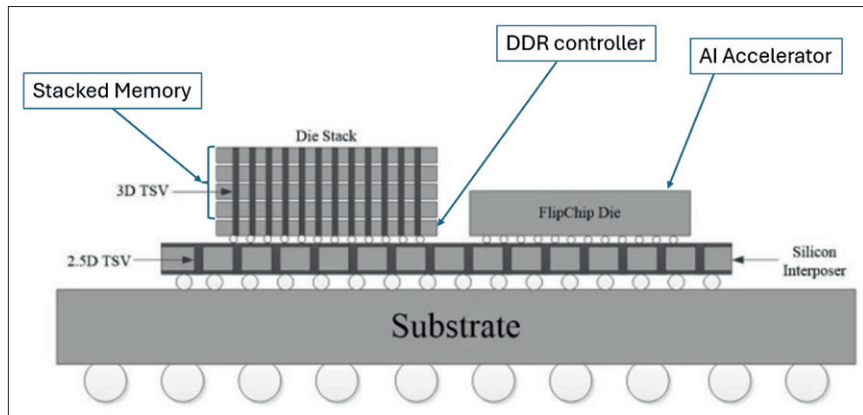 DDR controller
AI Accelerator
Stacked Memory
Die Stack
3D TSV
FlipChip Die
2.5D TSV
Silicon
Interposer
Substrate